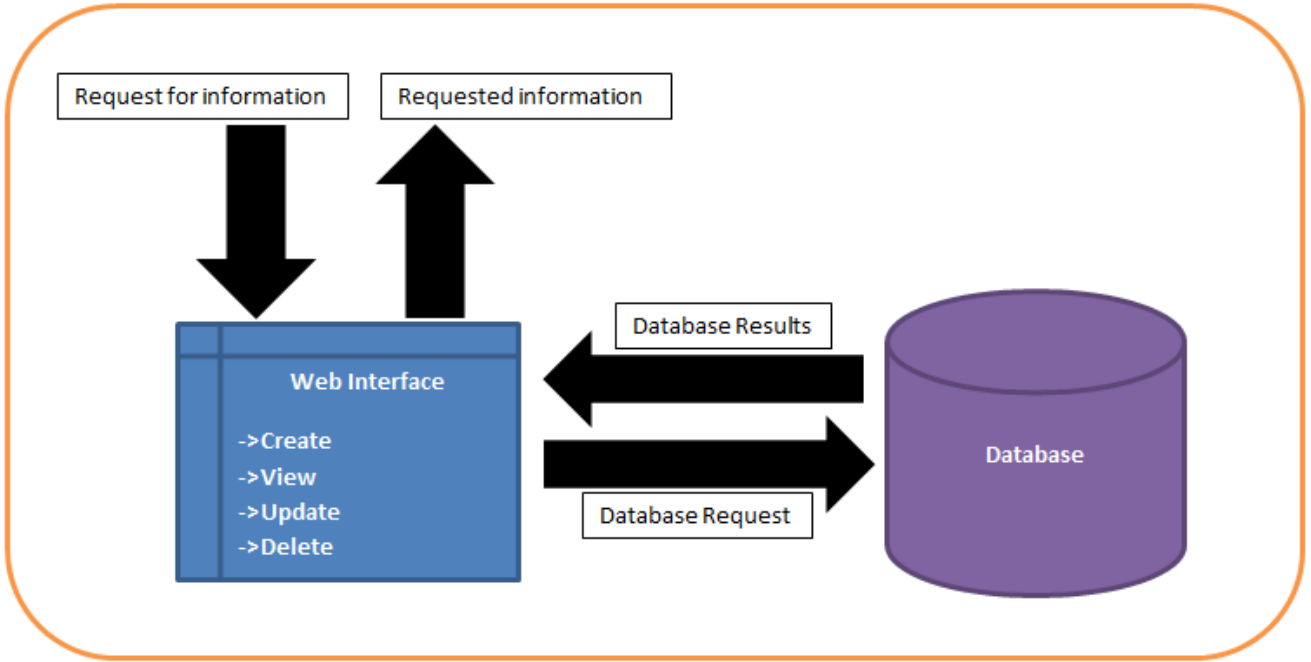 Request for information
Requested information
Database Results
Web Interface
->Create
->View
->Update
->Delete
Database
Database Request